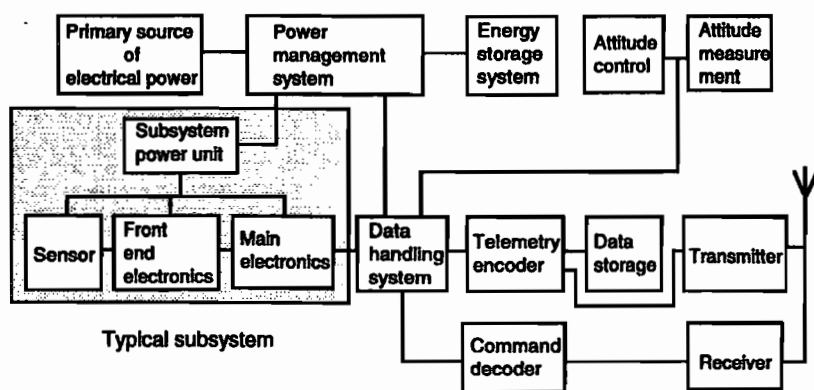 Primary source
of
electrical power
Power
management
system
Energy
storage
system
Attitude
control
Attitude
measure
ment
Subsystem
power unit
Sensor
Front
end
electronics
Main
electronics
Data
handling
system
Telemetry
encoder
Data
storage
Transmitter
Typical subsystem
Command
decoder
Receiver